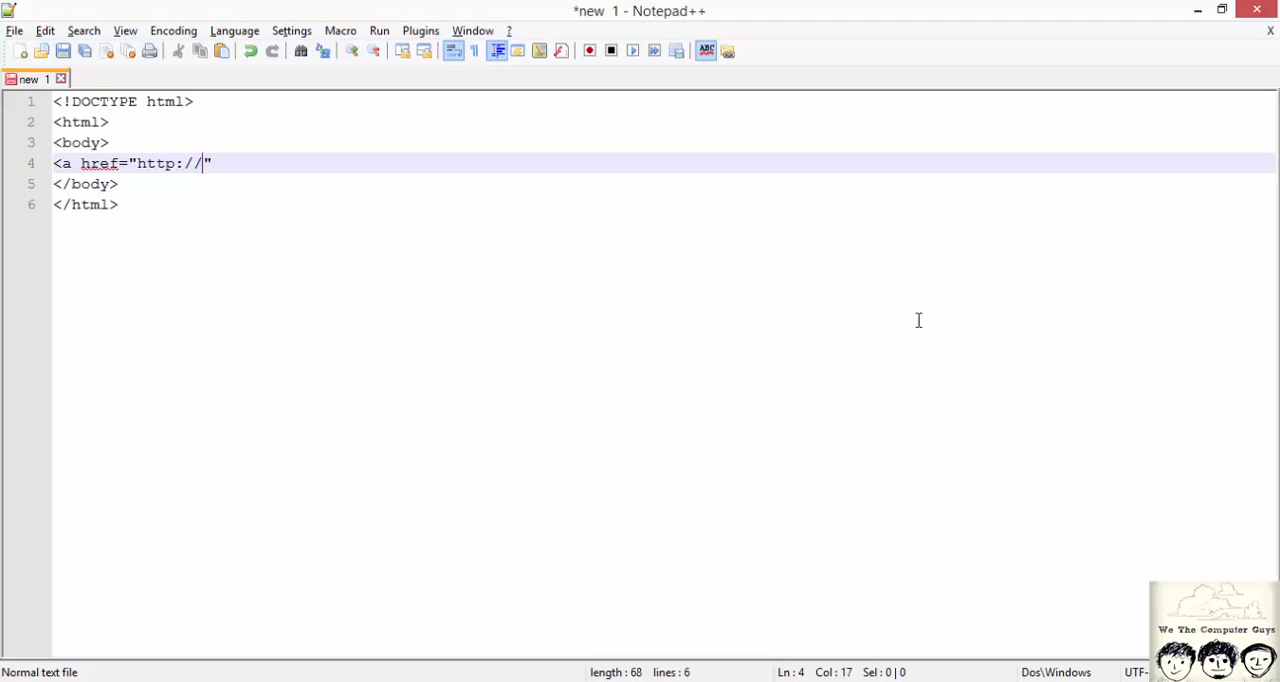 *new 1 - Notepad++
File Edit Search View Encoding Language Settings Macro Run Plugins Window ? X
ABC
new 1
1 <!DOCTYPE html>
2 <html>
3 <body>
4 <a href="http://"
5 </body>
6 </html>
We The Computer Guys
Normal text file length : 68 lines : 6 Ln : 4 Col : 17 Sel : 0 | 0 Dos\Windows UTF-